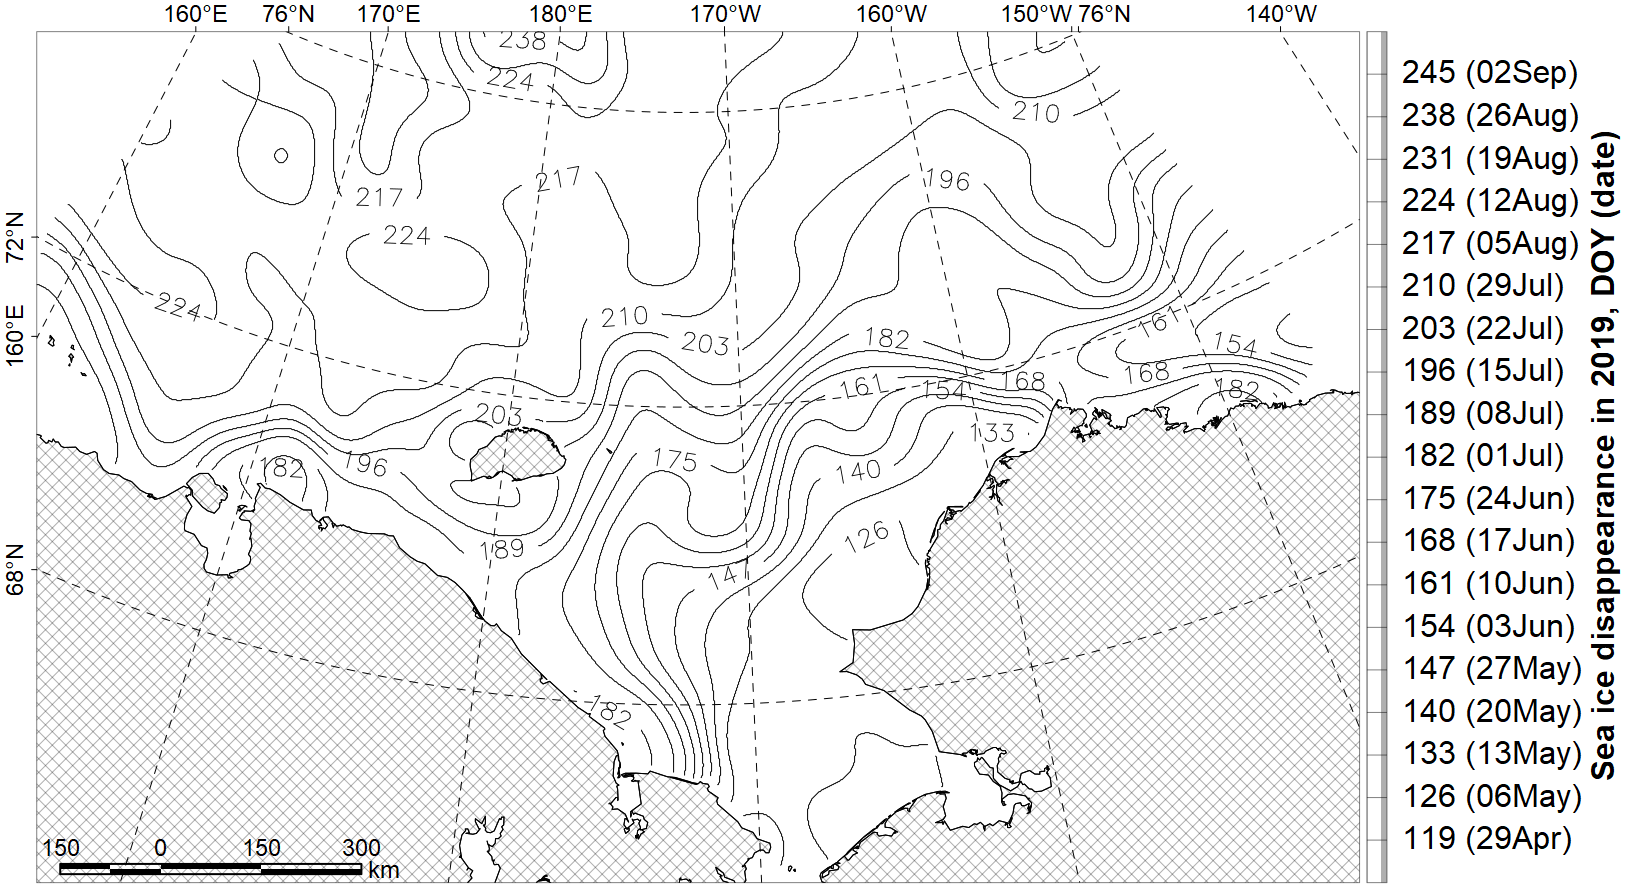 160°E 76°N 170°E 180°E 170°W 160°W 150°W 76°N 140°W
72°N
160°E
68°N
238
224
210
217
217
196
224
224
210
203
182
161
154
168
161
154
168
182
203
133
182
196
175
140
189
126
14
182
150 0 150 300
km
245 (02Sep)
238 (26Aug)
231 (19Aug)
224 (12Aug)
217 (05Aug)
210 (29Jul)
203 (22Jul)
196 (15Jul)
189 (08Jul)
182 (01Jul)
175 (24Jun)
168 (17Jun)
161 (10Jun)
154 (03Jun)
147 (27May)
140 (20May)
133 (13May)
126 (06May)
119 (29Apr)
Sea ice disappearance in 2019, DOY (date)